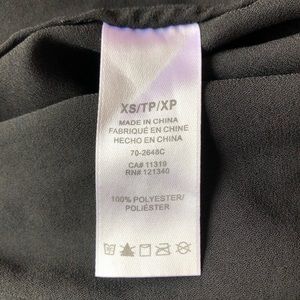 XS/TP/XP
MADE IN CHINA
FABRIQUÉ EN CHINE
HECHO EN CHINA
70-2648C
CA# 11319
RN# 121340
100% POLYESTER/
POLIÉSTER